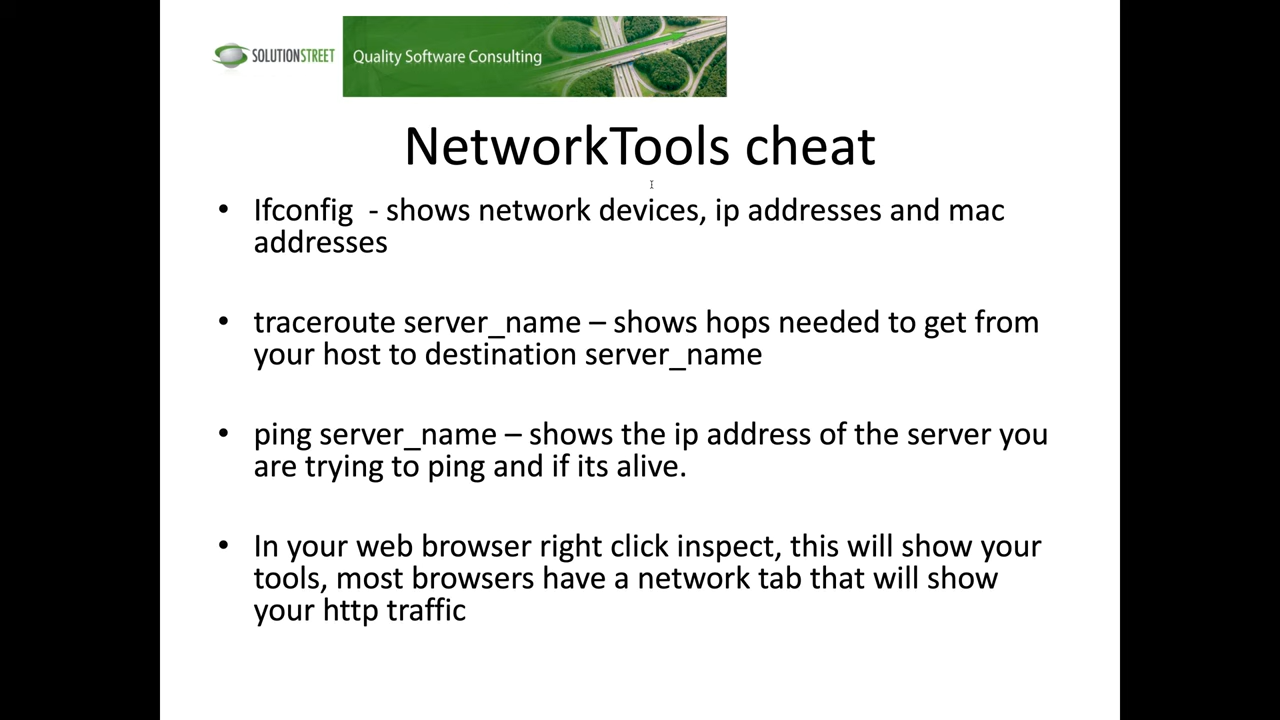 SOLUTIONSTREET Quality Software Consulting
NetworkTools cheat
• Ifconfig  - shows network devices, ip addresses and mac
addresses
• traceroute server_name – shows hops needed to get from
your host to destination server_name
• ping server_name – shows the ip address of the server you
are trying to ping and if its alive.
• In your web browser right click inspect, this will show your
tools, most browsers have a network tab that will show
your http traffic